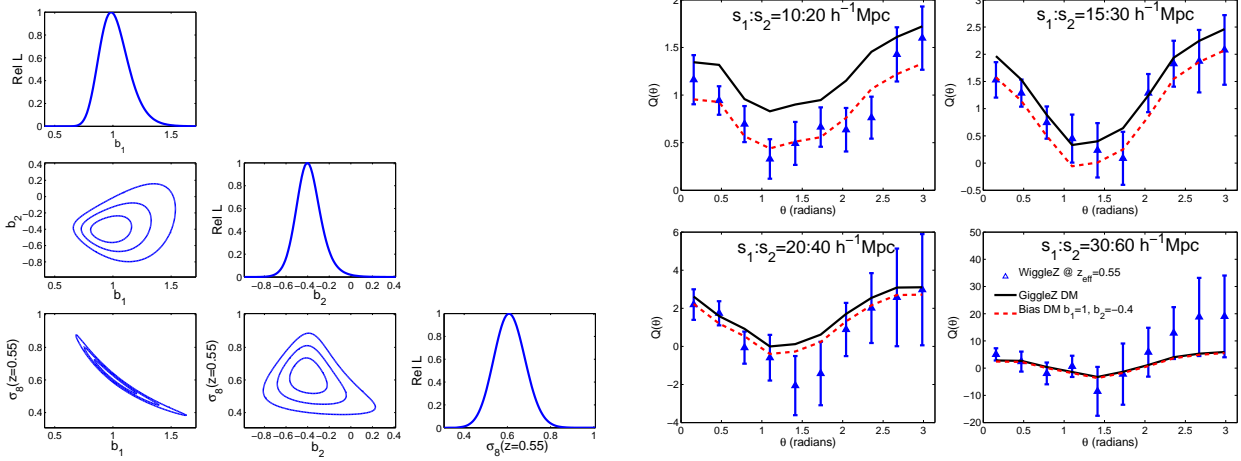 Rel L
1
0.8
0.6
0.4
0.2
0
0.5 1 1.5
b1
b2
0.4
0.2
0
−0.2
−0.4
−0.6
−0.8
−1
0.5 1 1.5
b1
Rel L
1
0.8
0.6
0.4
0.2
0
−0.8 −0.6 −0.4 −0.2 0 0.2 0.4
b2
σ8(z=0.55)
0.8
0.6
0.4
0.5 1 1.5
b1
σ8(z=0.55)
0.8
0.6
0.4
−0.8 −0.6 −0.4 −0.2 0 0.2 0.4
b2
Rel L
1
0.8
0.6
0.4
0.2
0
0.4 0.6 0.8 1
σ8(z=0.55)
s1:s2=10:20 h−1Mpc
Q(θ)
2
1.5
1
0.5
0
0 0.5 1 1.5 2 2.5 3
θ (radians)
s1:s2=15:30 h−1Mpc
Q(θ)
3
2.5
2
1.5
1
0.5
0
−0.5
0 0.5 1 1.5 2 2.5 3
θ (radians)
s1:s2=20:40 h−1Mpc
Q(θ)
6
4
2
0
−2
−4
0 0.5 1 1.5 2 2.5 3
θ (radians)
s1:s2=30:60 h−1Mpc
WiggleZ @ zeff=0.55
GiggleZ DM
Bias DM b1=1, b2=−0.4
Q(θ)
50
40
30
20
10
0
−10
−20
0 0.5 1 1.5 2 2.5 3
θ (radians)